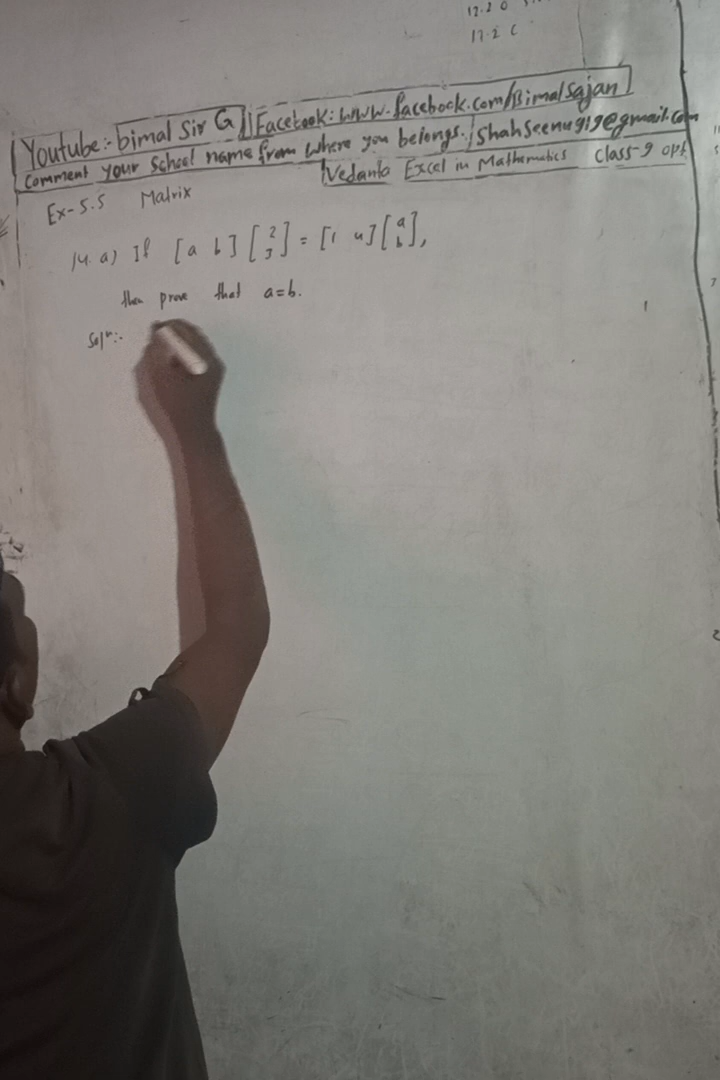 17.2 C
Youtube:- bimal Sir G || Facebook: www.facebook.com/Bimalsajan
Comment your School name from where you belongs. / Shahseenu919@gmail.com
Vedanta Excel in Mathematics Class-9 opt
Ex-5.5 Matrix
14. a) If [a b] [2 3] = [1 4] [a b],
then prove that a=b.
Solⁿ:-